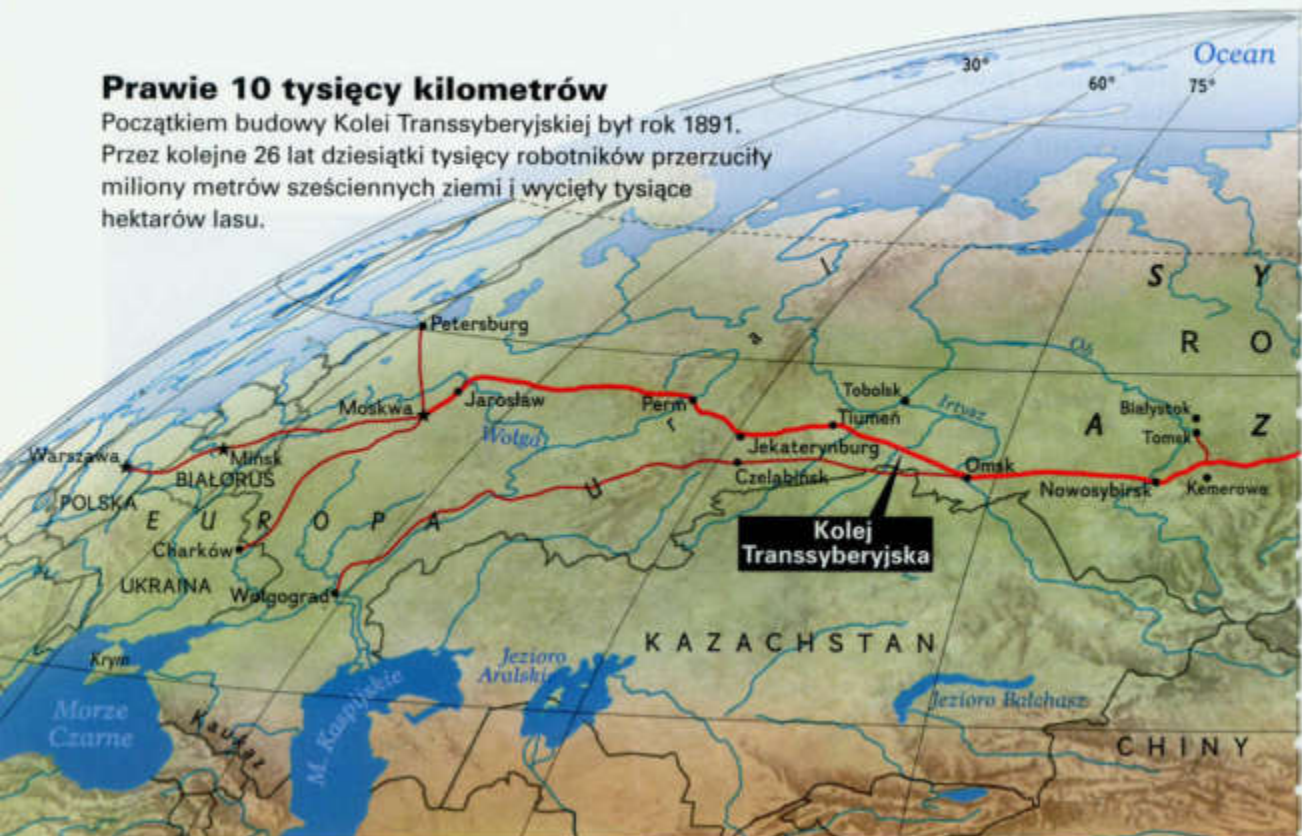 Prawie 10 tysięcy kilometrów
Początkiem budowy Kolei Transsyberyjskiej był rok 1891.
Przez kolejne 26 lat dziesiątki tysięcy robotników przerzuciły
miliony metrów sześciennych ziemi i wycięły tysiące
hektarów lasu.
Ocean
30°
60°
75°
S Y
R O
A Z
U r a l
Petersburg
Moskwa
Jarosław
Perm
Tobolsk
Tiumeń
Irtysz
Ob
Białystok
Tomsk
Warszawa
Mińsk
BIAŁORUŚ
Wołga
Jekaterynburg
Czelabińsk
Omsk
Nowosybirsk
Kemerowo
POLSKA
E U R O P A
Kolej
Transsyberyjska
Charków
UKRAINA
Wołgograd
KAZACHSTAN
Krym
Jezioro
Aralskie
Jezioro Bałchasz
Morze
Czarne
Kaukaz
M. Kaspijskie
CHINY